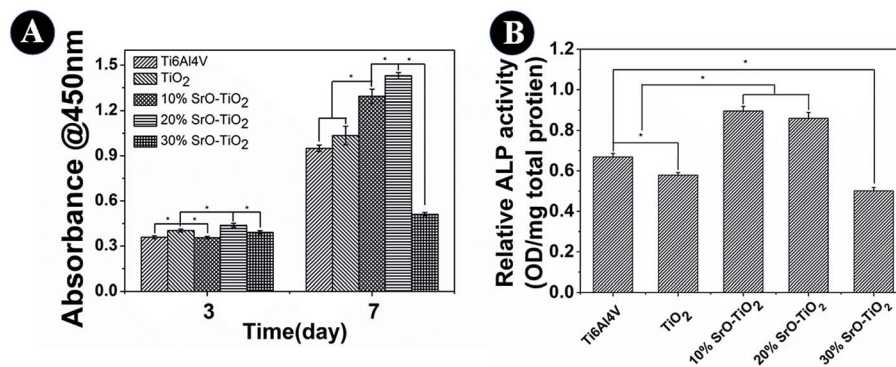 A
Absorbance @450nm
1.5
1.2
0.9
0.6
0.3
0.0
Ti6Al4V
TiO2
10% SrO-TiO2
20% SrO-TiO2
30% SrO-TiO2
* * * *
* * *
3
7
Time(day)
B
Relative ALP activity
(OD/mg total protien)
1.2
1.0
0.8
0.6
0.4
0.2
0.0
*
*
*
Ti6Al4V
TiO2
10% SrO-TiO2
20% SrO-TiO2
30% SrO-TiO2